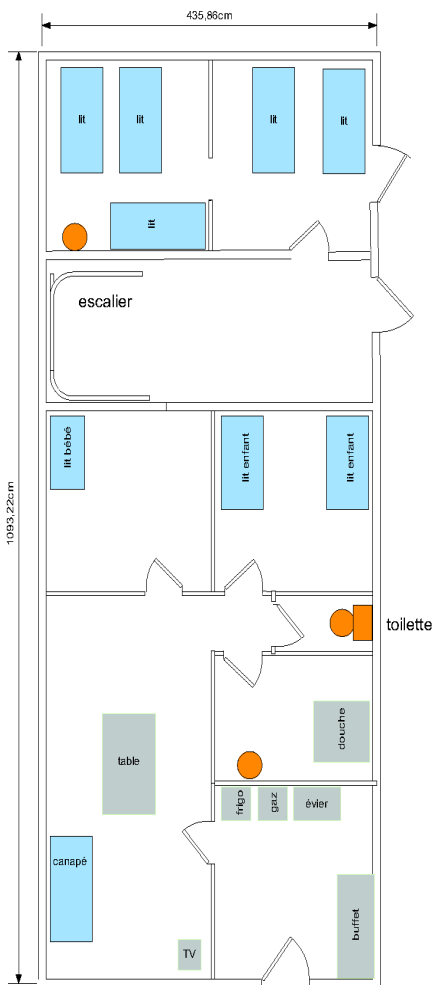 435,86cm
lit
lit
lit
lit
lit
escalier
1093,22cm
lit bébé
lit enfant
lit enfant
toilette
douche
table
frigo
gaz
évier
canapé
buffet
TV